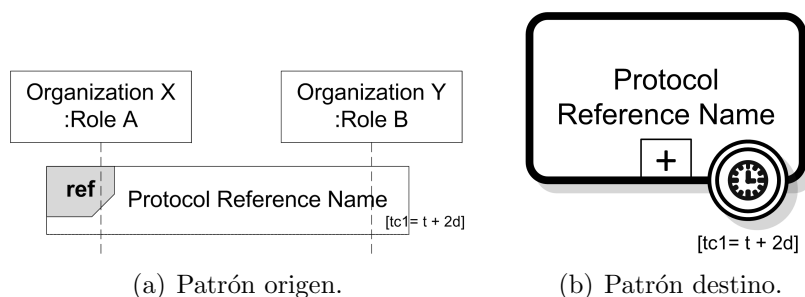 Organization X
:Role A
Organization Y
:Role B
ref
Protocol Reference Name
[tc1= t + 2d]
(a) Patrón origen.
Protocol
Reference Name
+
[tc1= t + 2d]
(b) Patrón destino.